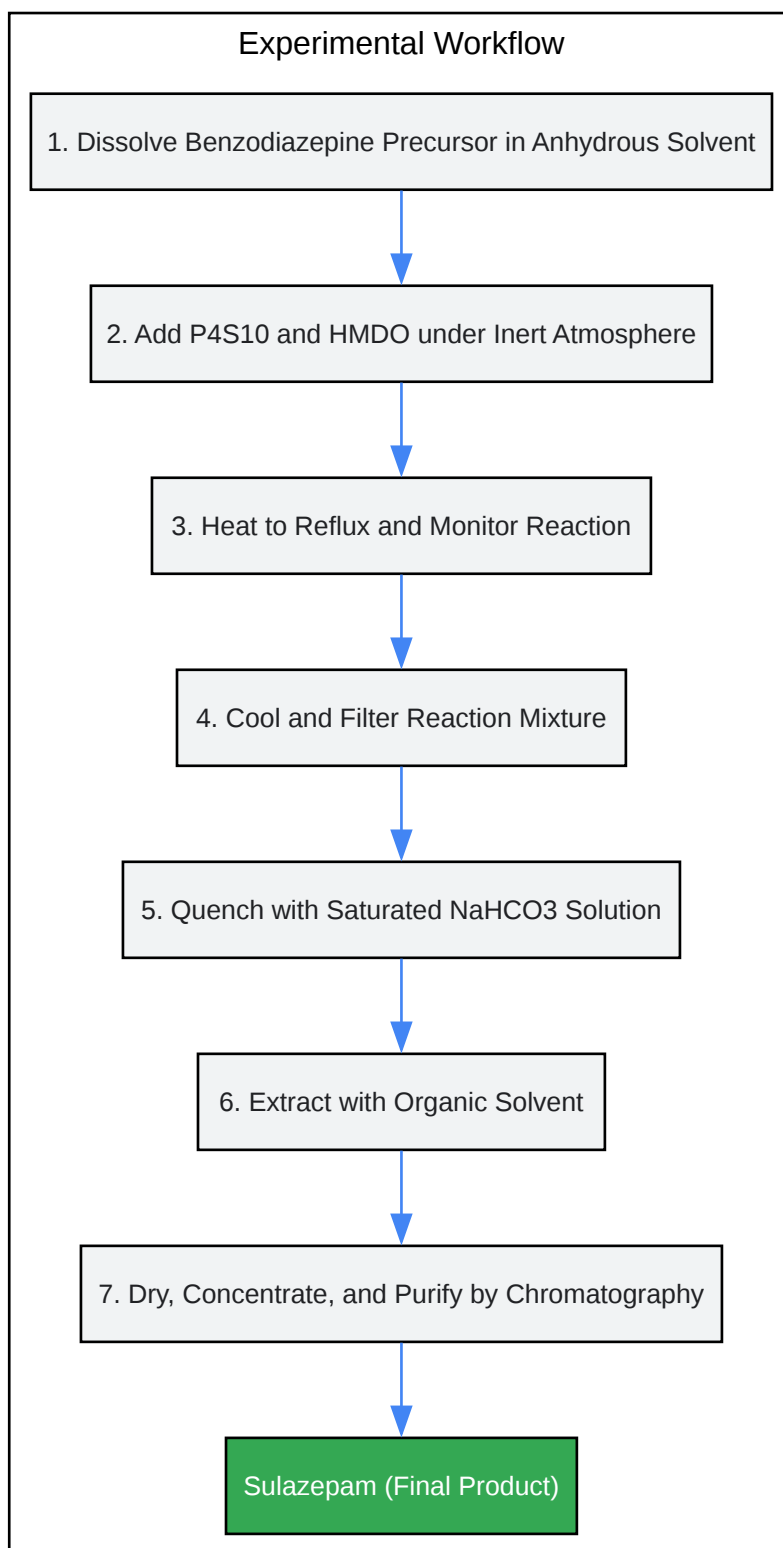 Experimental Workflow
1. Dissolve Benzodiazepine Precursor in Anhydrous Solvent
2. Add P4S10 and HMDO under Inert Atmosphere
3. Heat to Reflux and Monitor Reaction
4. Cool and Filter Reaction Mixture
5. Quench with Saturated NaHCO3 Solution
6. Extract with Organic Solvent
7. Dry, Concentrate, and Purify by Chromatography
Sulazepam (Final Product)